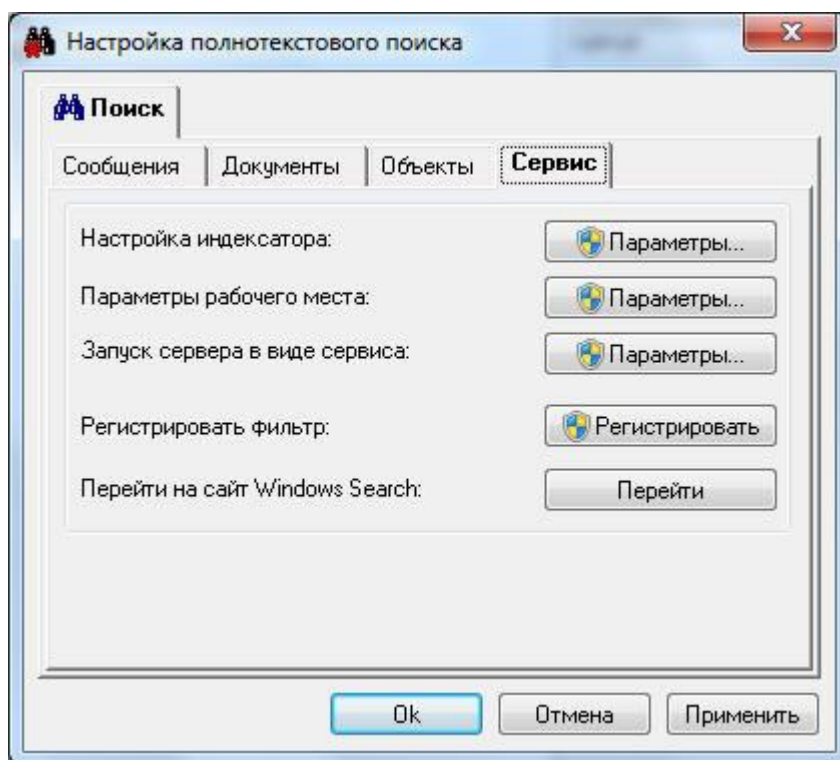 Настройка полнотекстового поиска
Поиск
Сообщения Документы Объекты Сервис
Настройка индексатора: Параметры...
Параметры рабочего места: Параметры...
Запуск сервера в виде сервиса: Параметры...
Регистрировать фильтр: Регистрировать
Перейти на сайт Windows Search: Перейти
Ok Отмена Применить